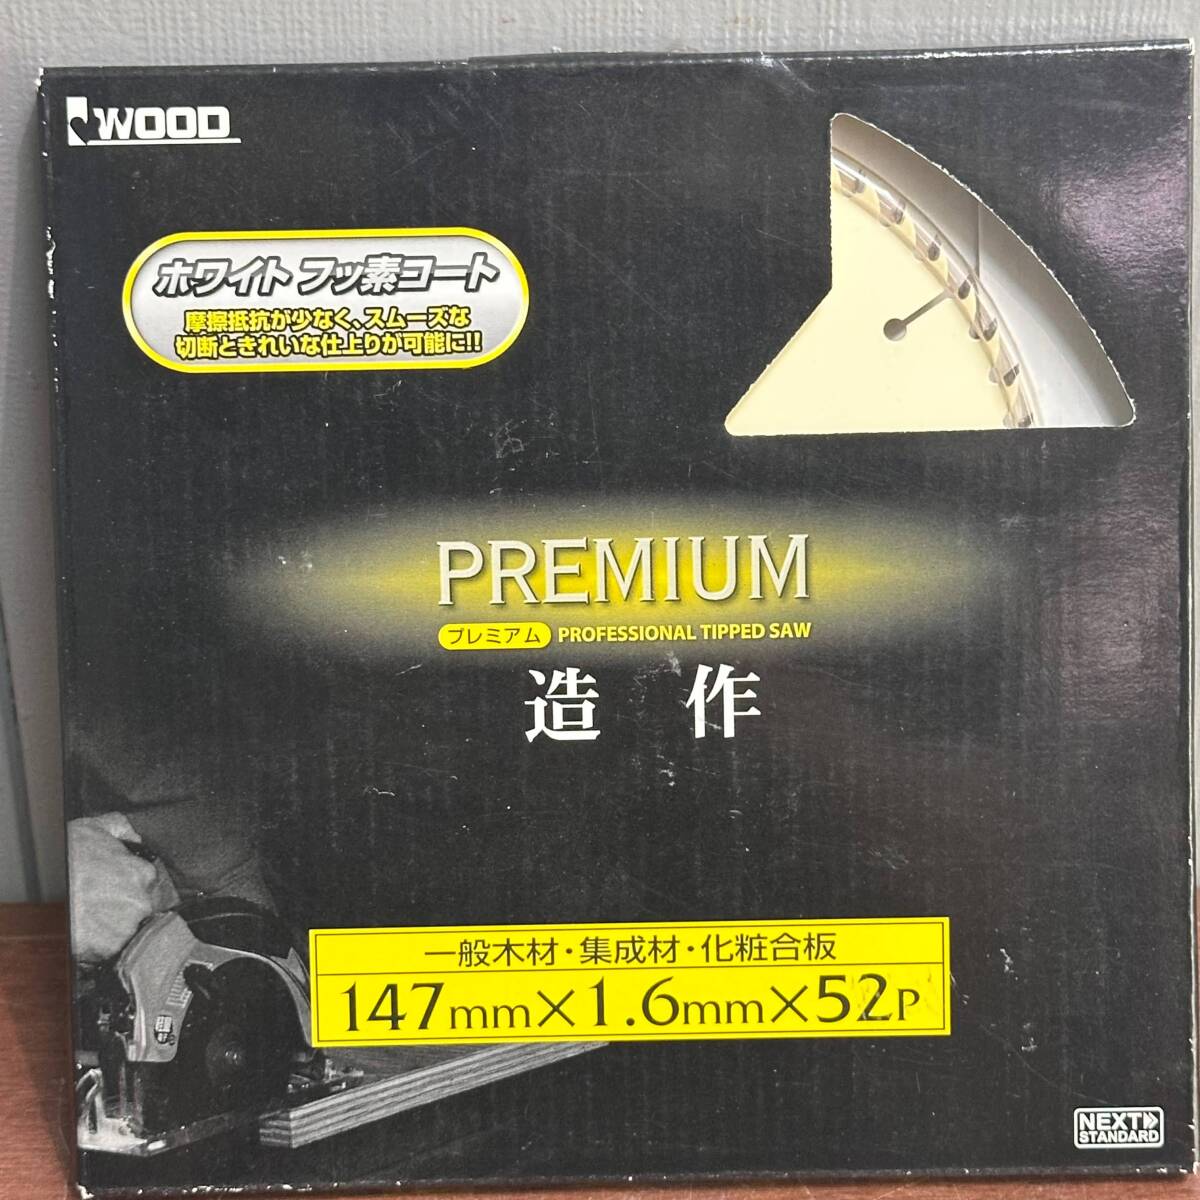 WOOD
ホワイト フッ素コート
摩擦抵抗が少なく、スムーズな
切断ときれいな仕上りが可能に!!
PREMIUM
プレミアム PROFESSIONAL TIPPED SAW
造作
一般木材・集成材・化粧合板
147mm×1.6mm×52P
NEXT
STANDARD